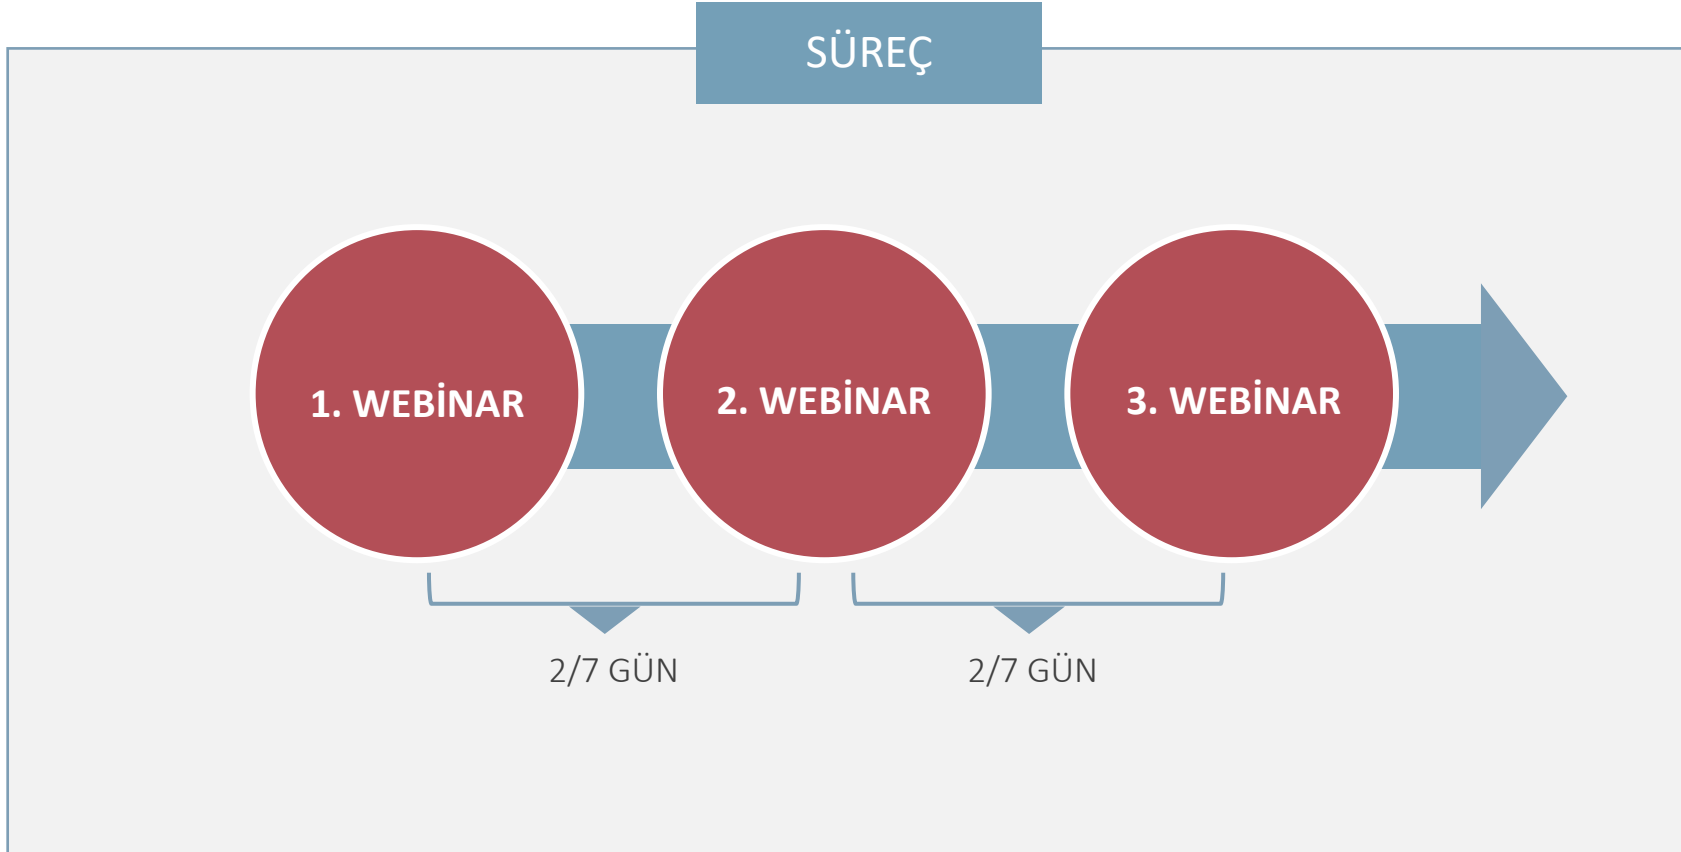 SÜREÇ
1. WEBİNAR
2. WEBİNAR
3. WEBİNAR
2/7 GÜN
2/7 GÜN